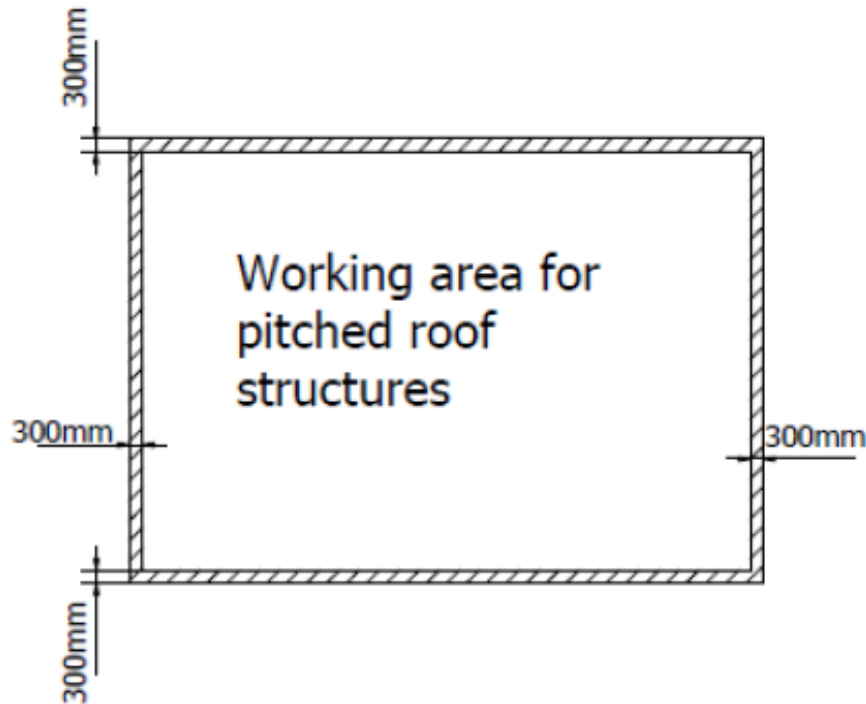 300mm
Working area for
pitched roof
structures
300mm
300mm
300mm